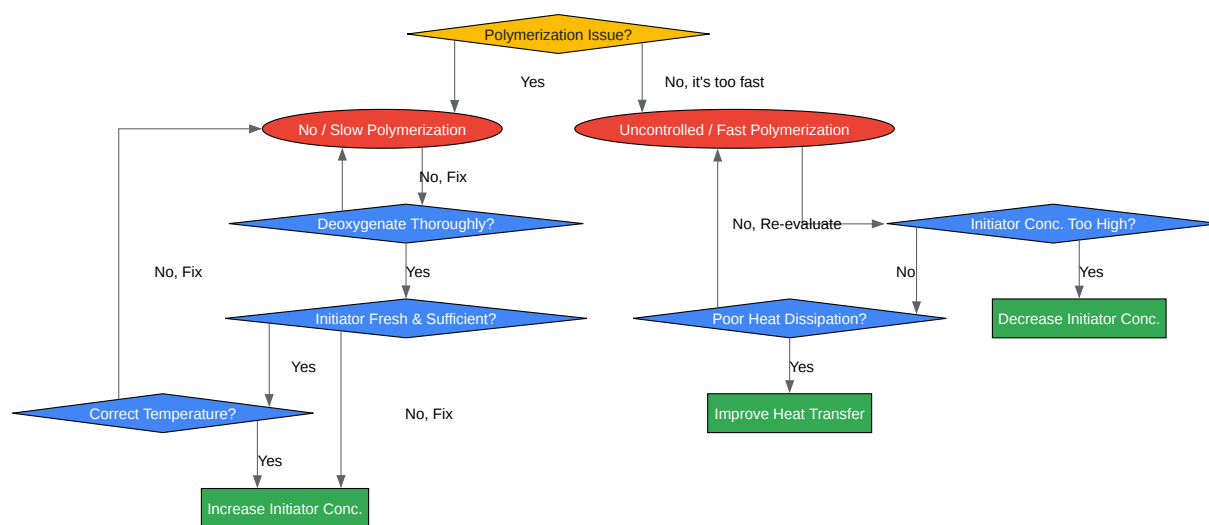 Polymerization Issue?
Yes
No, it's too fast
No / Slow Polymerization
Uncontrolled / Fast Polymerization
No, Fix
Deoxygenate Thoroughly?
No, Re-evaluate
Initiator Conc. Too High?
No, Fix
Yes
No
Yes
Initiator Fresh & Sufficient?
Poor Heat Dissipation?
Decrease Initiator Conc.
Yes
Yes
Correct Temperature?
No, Fix
Improve Heat Transfer
Yes
Increase Initiator Conc.